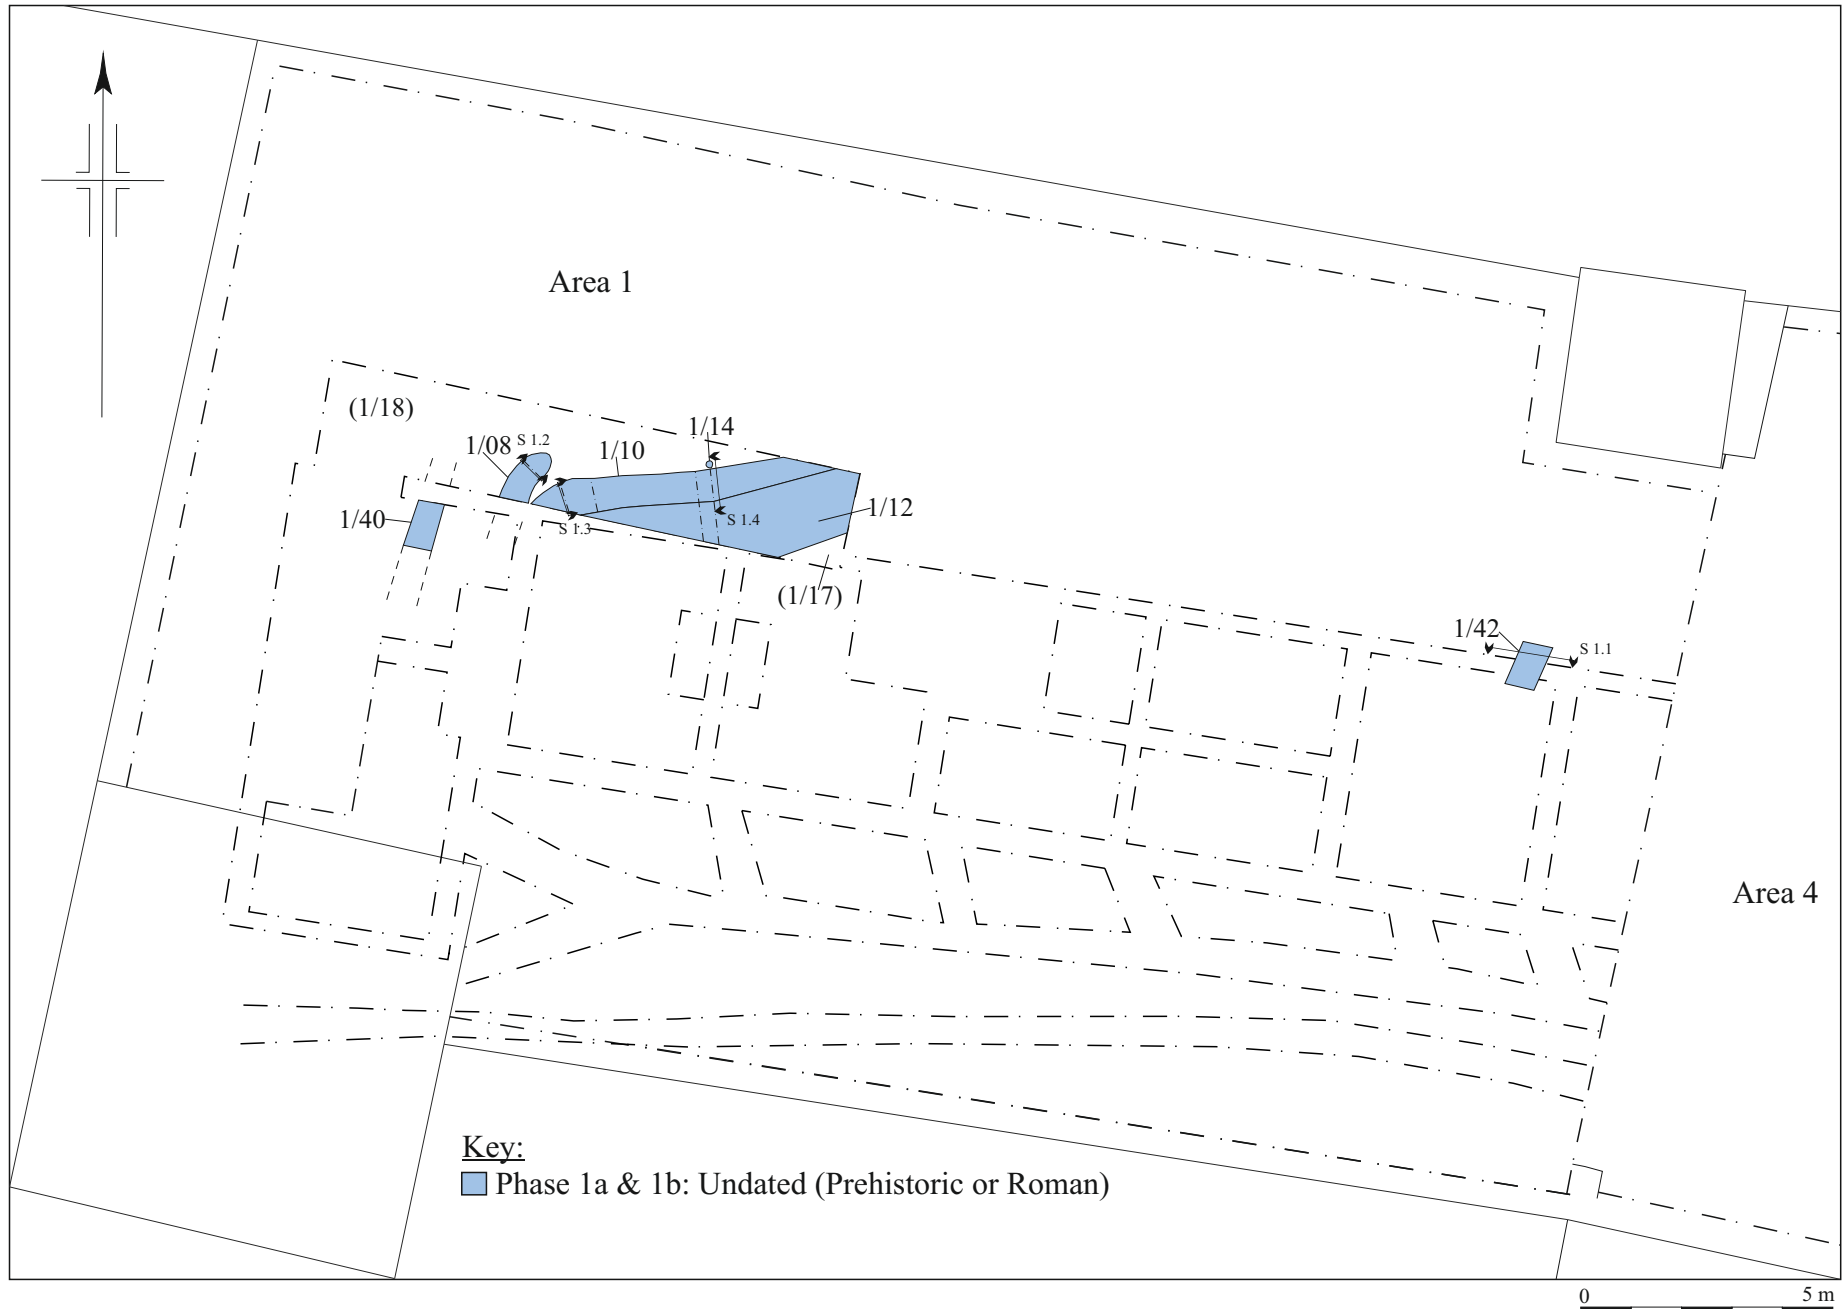 Area 1
(1/18)
1/14
1/08
S 1.2
1/10
1/40
S 1.3
S 1.4
1/12
(1/17)
1/42
S 1.1
Area 4
Key:
Phase 1a & 1b: Undated (Prehistoric or Roman)
0
5 m